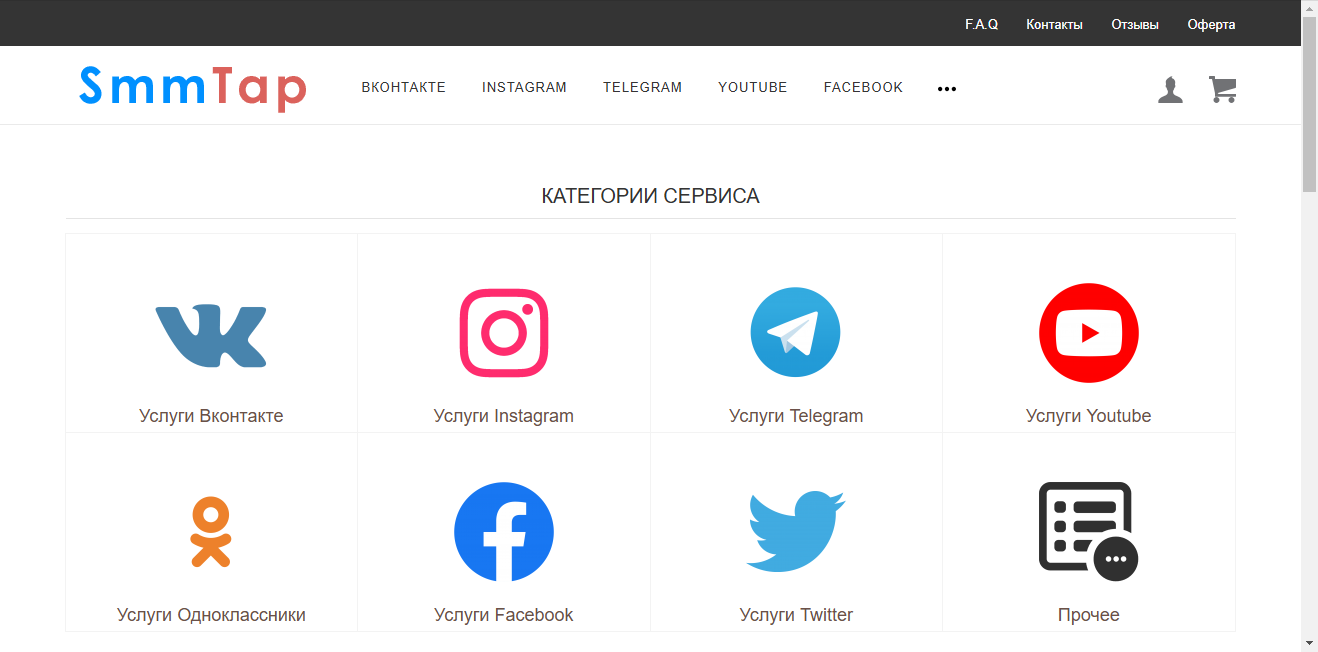 F.A.Q Контакты Отзывы Оферта
SmmTap ВКОНТАКТЕ INSTAGRAM TELEGRAM YOUTUBE FACEBOOK •••
КАТЕГОРИИ СЕРВИСА
Услуги Вконтакте Услуги Instagram Услуги Telegram Услуги Youtube
Услуги Одноклассники Услуги Facebook Услуги Twitter Прочее